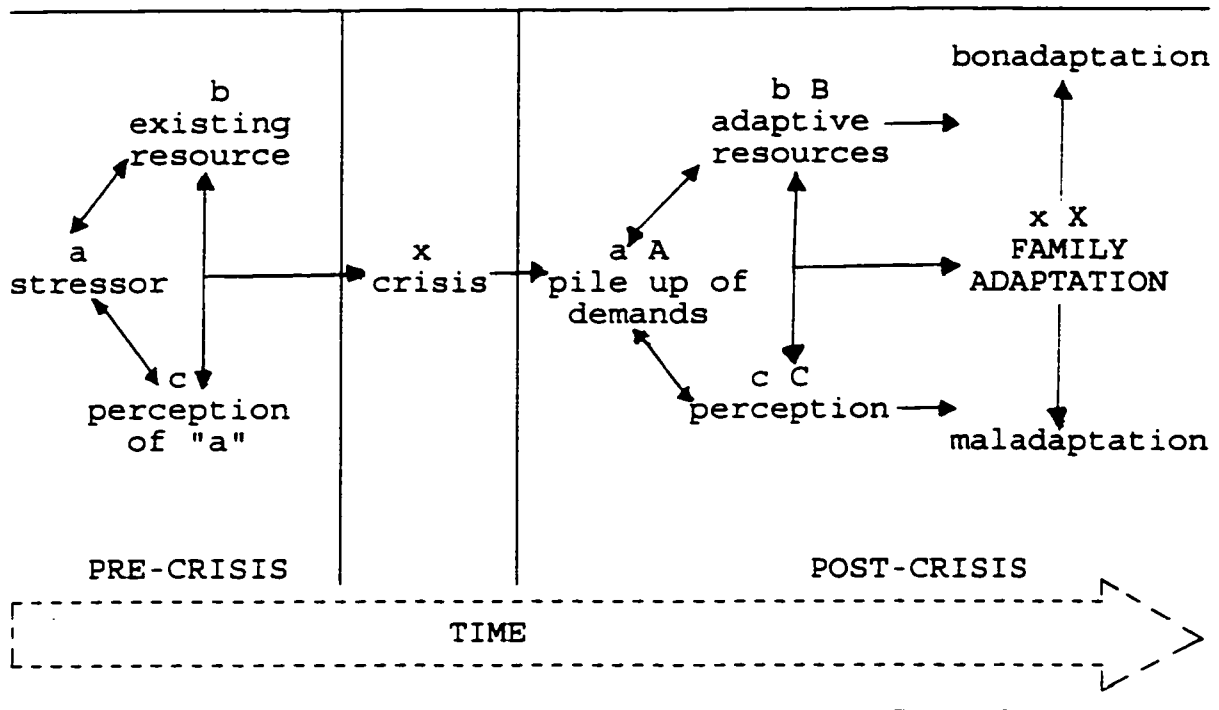 b
existing
resource
a
stressor
c
perception
of "a"
x
crisis
a A
pile up of
demands
b B
adaptive
resources
c C
perception
bonadaptation
x X
FAMILY
ADAPTATION
maladaptation
PRE-CRISIS
POST-CRISIS
TIME